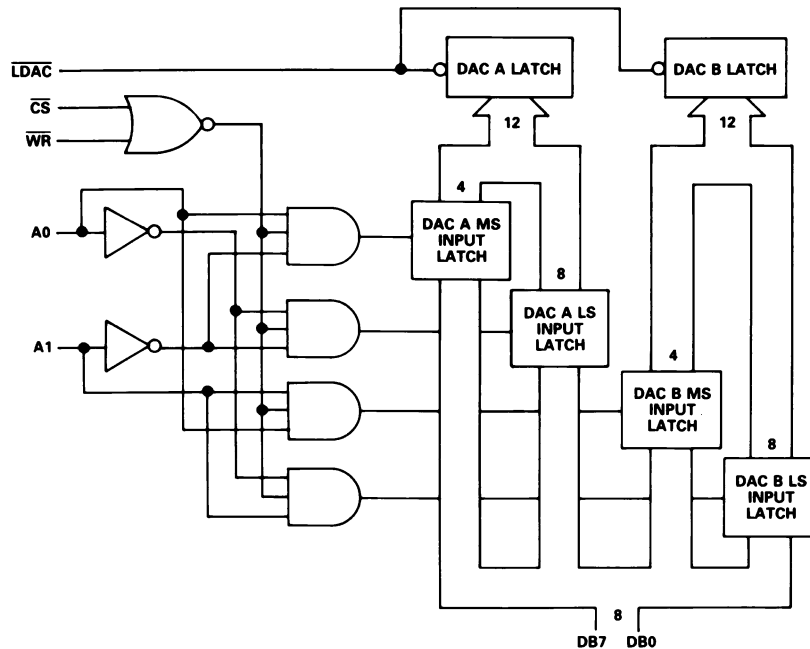 LDAC
DAC A LATCH
DAC B LATCH
CS
WR
12
12
4
A0
DAC A MS
INPUT
LATCH
8
A1
DAC A LS
INPUT
LATCH
4
DAC B MS
INPUT
LATCH
8
DAC B LS
INPUT
LATCH
8
DB7 DB0